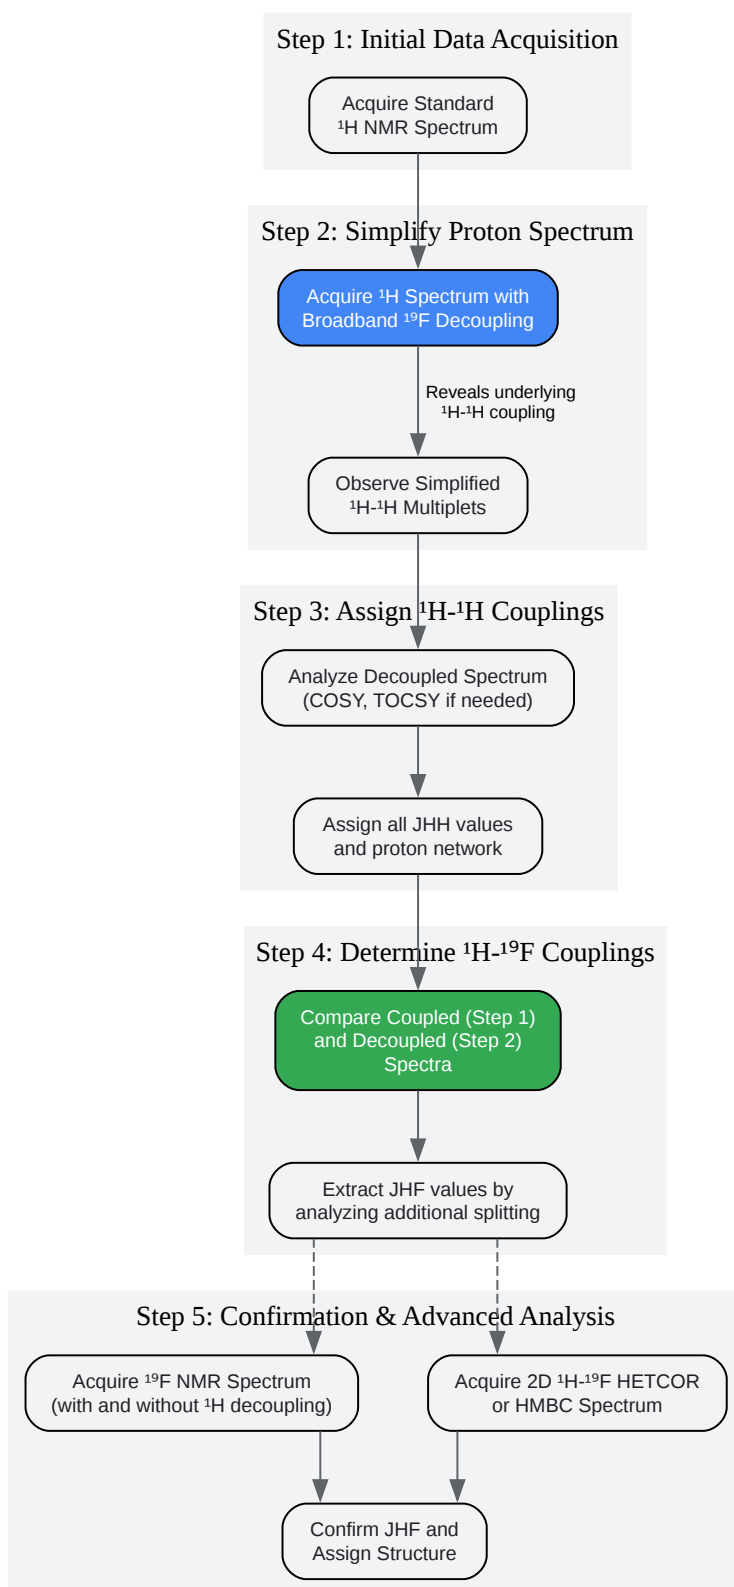 Step 1: Initial Data Acquisition
Acquire Standard
¹H NMR Spectrum
Step 2: Simplify Proton Spectrum
Acquire ¹H Spectrum with
Broadband ¹⁹F Decoupling
Reveals underlying
¹H-¹H coupling
Observe Simplified
¹H-¹H Multiplets
Step 3: Assign ¹H-¹H Couplings
Analyze Decoupled Spectrum
(COSY, TOCSY if needed)
Assign all JHH values
and proton network
Step 4: Determine ¹H-¹⁹F Couplings
Compare Coupled (Step 1)
and Decoupled (Step 2)
Spectra
Extract JHF values by
analyzing additional splitting
Step 5: Confirmation & Advanced Analysis
Acquire ¹⁹F NMR Spectrum
(with and without ¹H decoupling)
Acquire 2D ¹H-¹⁹F HETCOR
or HMBC Spectrum
Confirm JHF and
Assign Structure